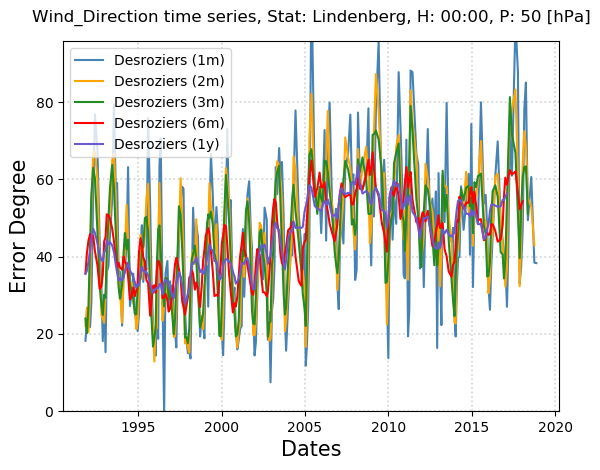 Wind_Direction time series, Stat: Lindenberg, H: 00:00, P: 50 [hPa]
Desroziers (1m)
Desroziers (2m)
Desroziers (3m)
Desroziers (6m)
Desroziers (1y)
Error Degree
80
60
40
20
0
1995 2000 2005 2010 2015 2020
Dates